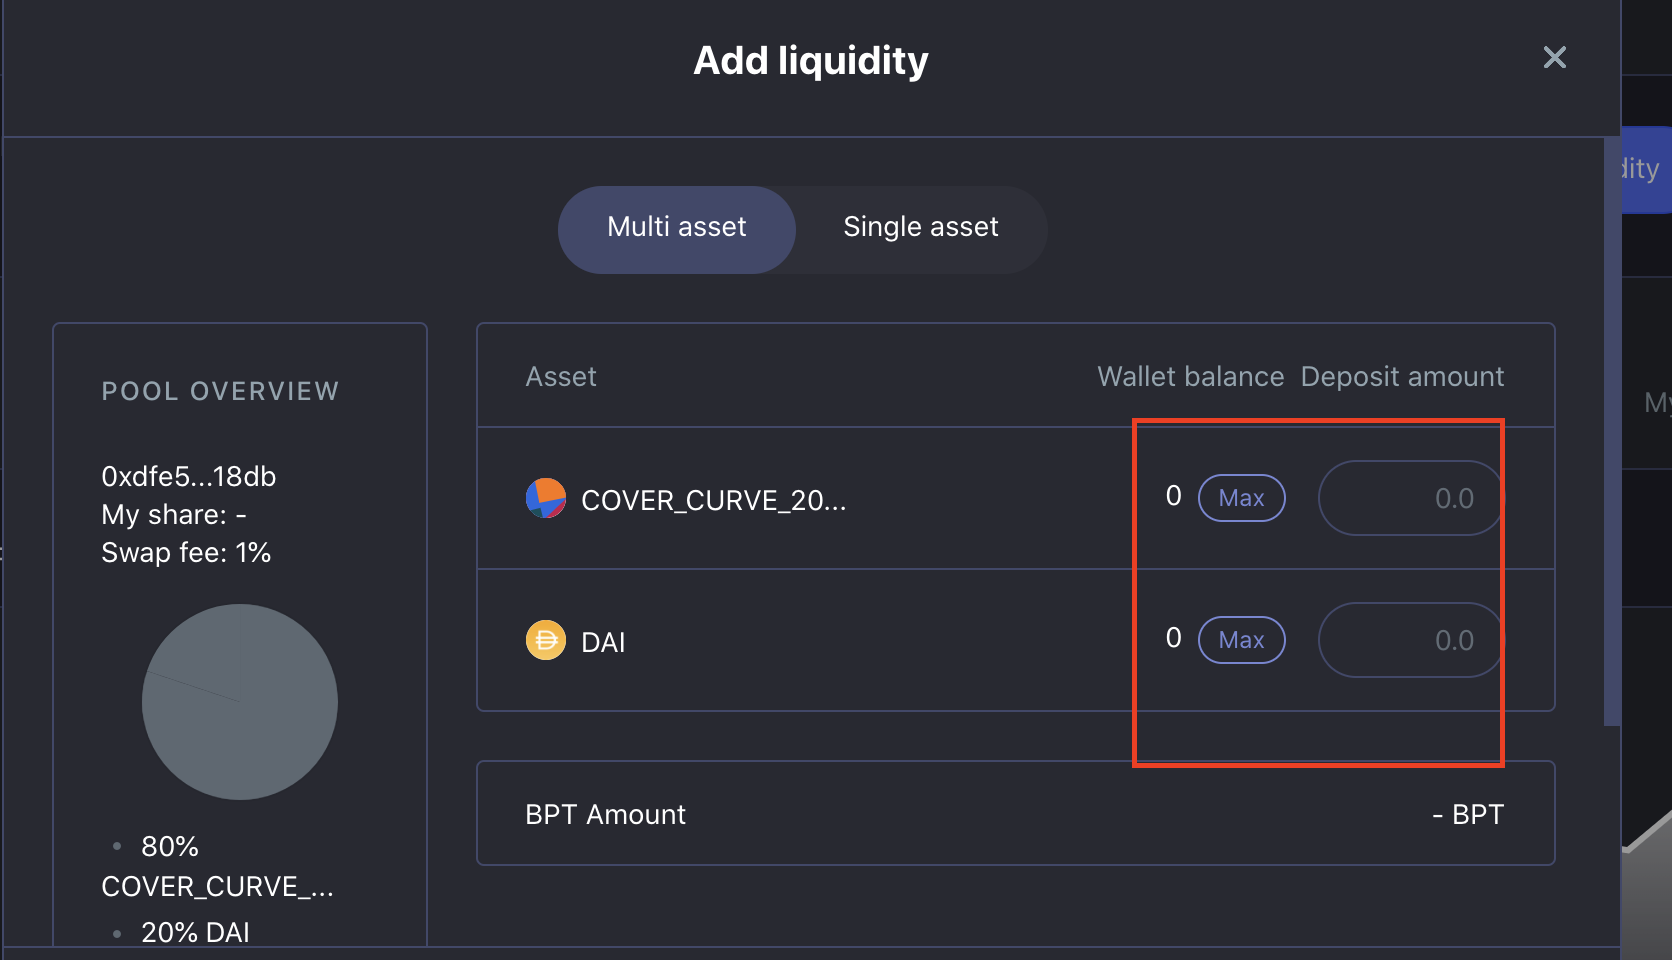 Add liquidity
dity
Multi asset
Single asset
POOL OVERVIEW
0xdfe5...18db
My share: -
Swap fee: 1%
80%
COVER_CURVE_...
20% DAI
Asset
Wallet balance
Deposit amount
COVER_CURVE_20...
0
Max
0.0
DAI
0
Max
0.0
BPT Amount
- BPT
My